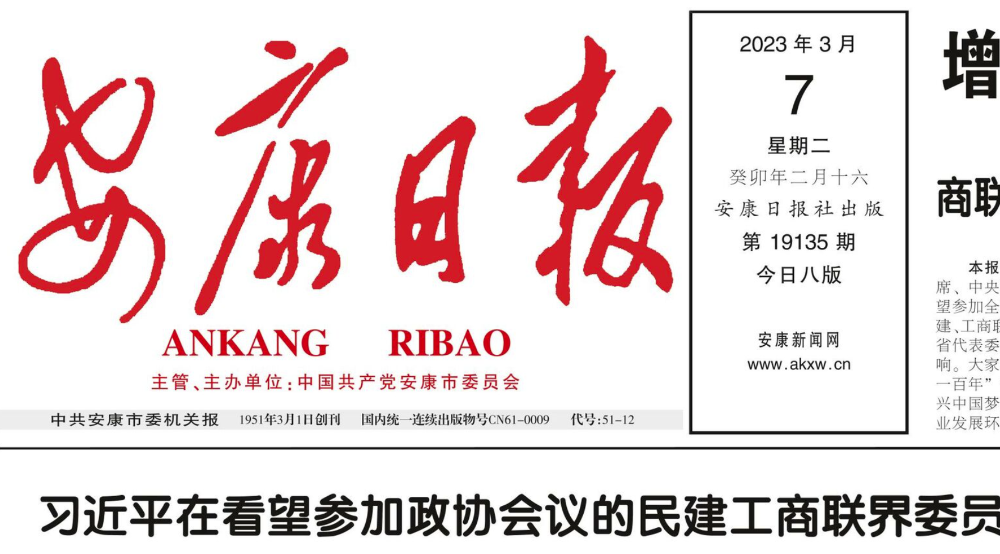 安康日报
ANKANG RIBAO
主管、主办单位:中国共产党安康市委员会
中共安康市委机关报 1951年3月1日创刊 国内统一连续出版物号CN61-0009 代号:51-12
2023 年 3 月
7
星期二
癸卯年二月十六
安康日报社出版
第 19135 期
今日八版
安康新闻网
www.akxw.cn
增
商联
本报
席、中央
望参加全
建、工商联
省代表委
响。大家
一百年”
兴中国梦
业发展环
习近平在看望参加政协会议的民建工商联界委员